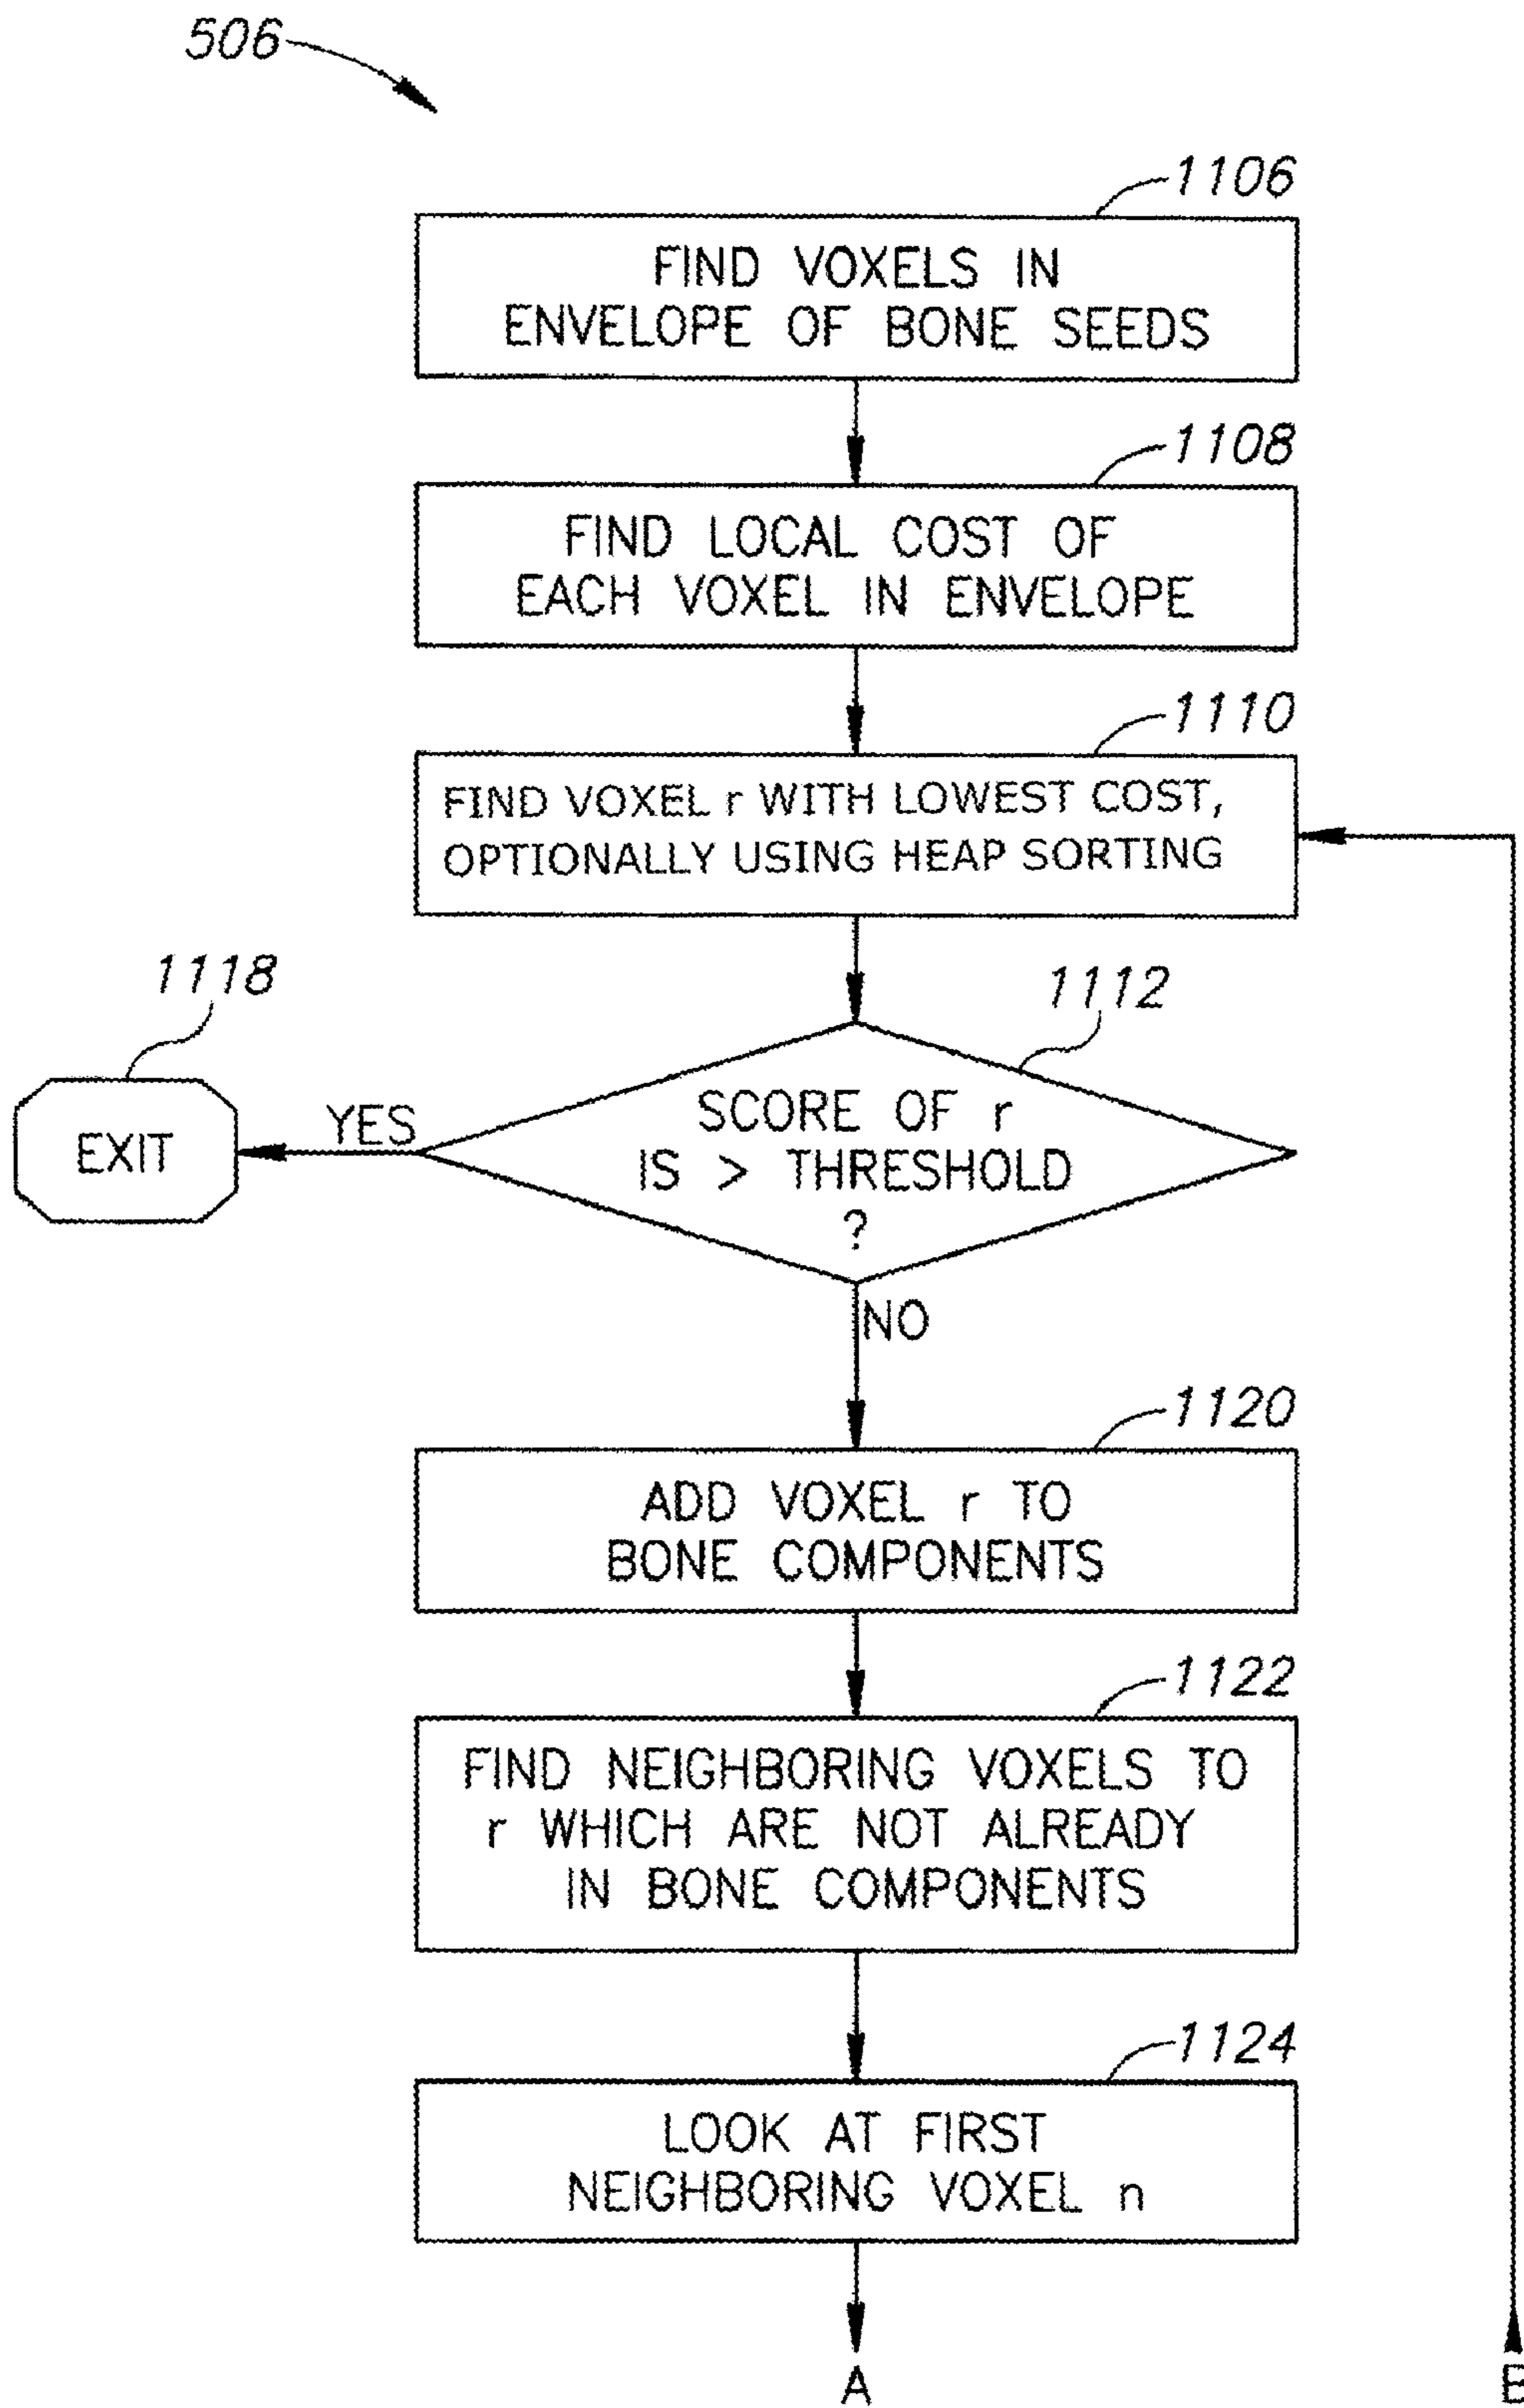 506
1106
FIND VOXELS IN
ENVELOPE OF BONE SEEDS
1108
FIND LOCAL COST OF
EACH VOXEL IN ENVELOPE
1110
FIND VOXEL r WITH LOWEST COST,
OPTIONALLY USING HEAP SORTING
1118
1112
EXIT
YES
SCORE OF r
IS > THRESHOLD
?
NO
1120
ADD VOXEL r TO
BONE COMPONENTS
1122
FIND NEIGHBORING VOXELS TO
r WHICH ARE NOT ALREADY
IN BONE COMPONENTS
1124
LOOK AT FIRST
NEIGHBORING VOXEL n
A
B